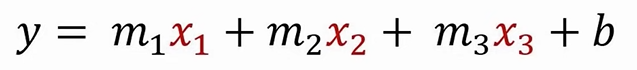 y = m₁x₁ + m₂x₂ + m₃x₃ + b